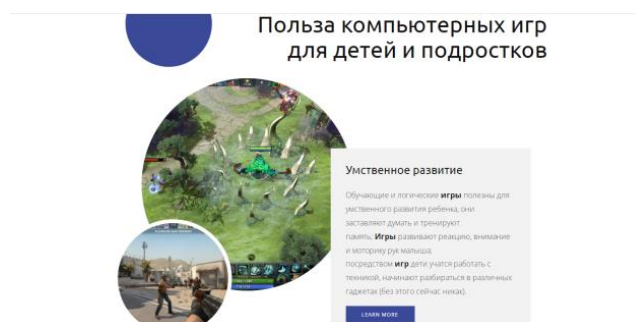 Польза компьютерных игр
для детей и подростков
Умственное развитие
Обучающие и логические игры полезны для
умственного развития ребенка, они
заставляют думать и тренируют
память. Игры развивают реакцию, внимание
и моторику рук малыша,
посредством игр дети учатся работать с
техникой, начинают разбираться в различных
гаджетах (без этого сейчас никак).
LEARN MORE